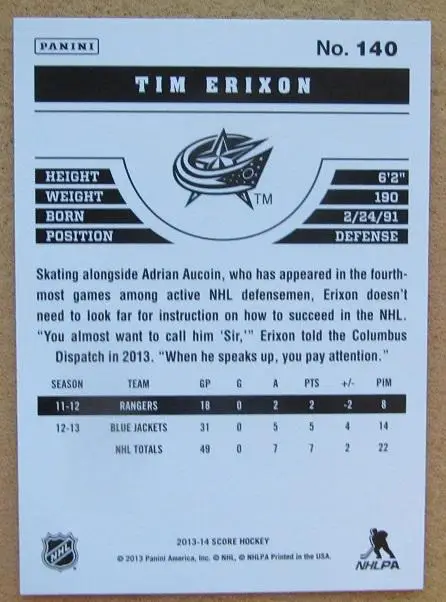 PANINI No. 140
TIM ERIXON
TM
HEIGHT 6'2"
WEIGHT 190
BORN 2/24/91
POSITION DEFENSE
Skating alongside Adrian Aucoin, who has appeared in the fourth-
most games among active NHL defensemen, Erixon doesn't
need to look far for instruction on how to succeed in the NHL.
"You almost want to call him 'Sir,'" Erixon told the Columbus
Dispatch in 2013. "When he speaks up, you pay attention."
SEASON TEAM GP G A PTS +/- PIM
11-12 RANGERS 18 0 2 2 -2 8
12-13 BLUE JACKETS 31 0 5 5 4 14
NHL TOTALS 49 0 7 7 2 22
2013-14 SCORE HOCKEY
© 2013 Panini America, Inc. © NHL, © NHLPA Printed in the USA.
NHL
NHLPA